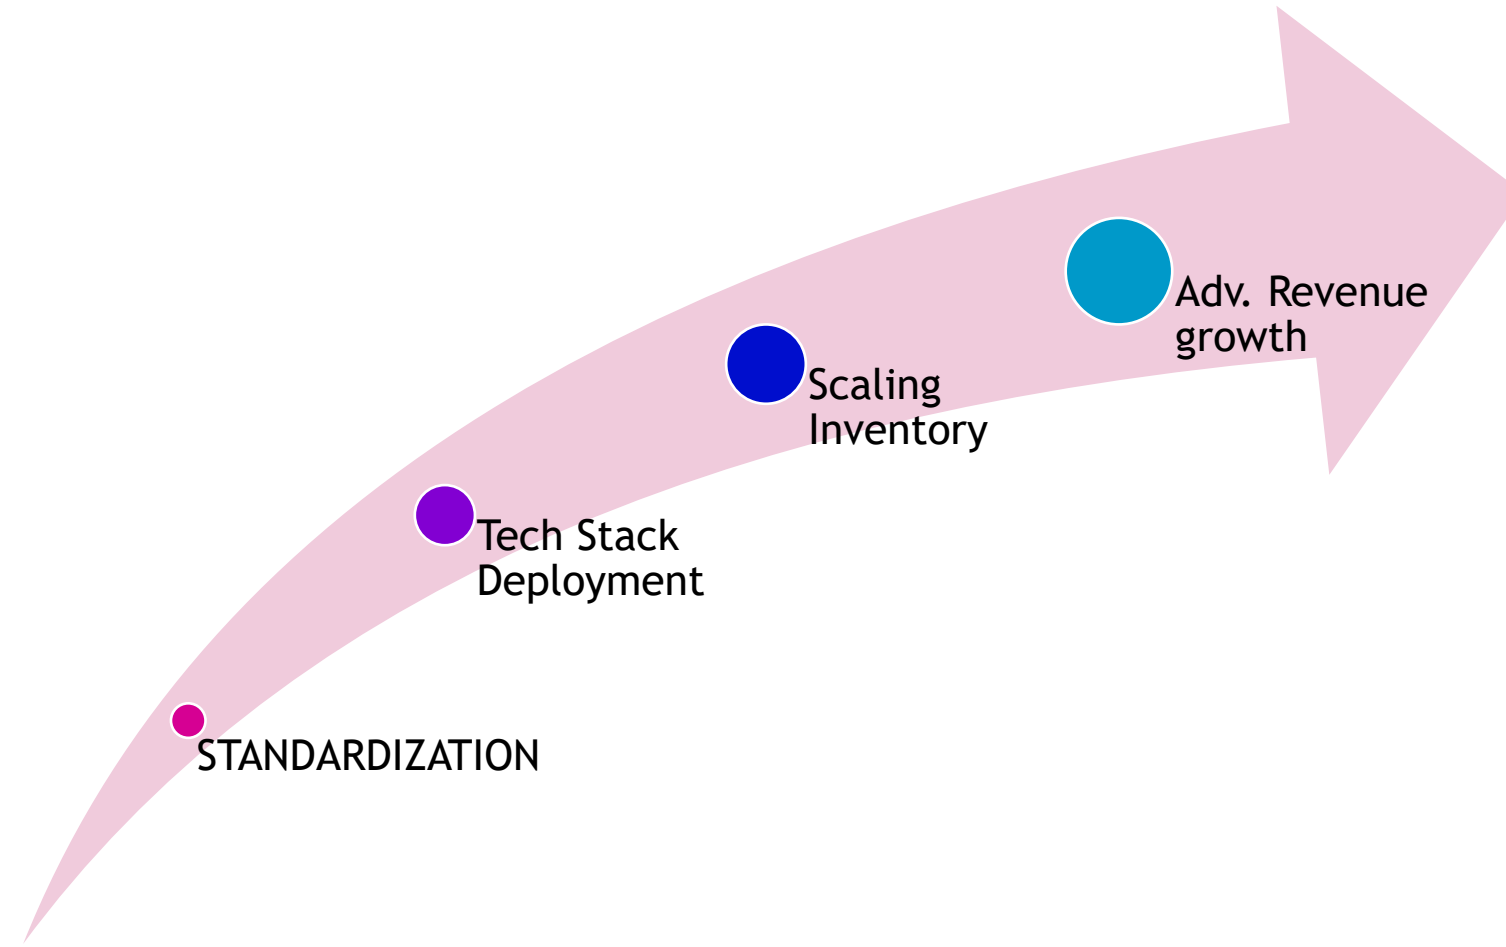 Adv. Revenue
growth
Scaling
Inventory
Tech Stack
Deployment
STANDARDIZATION